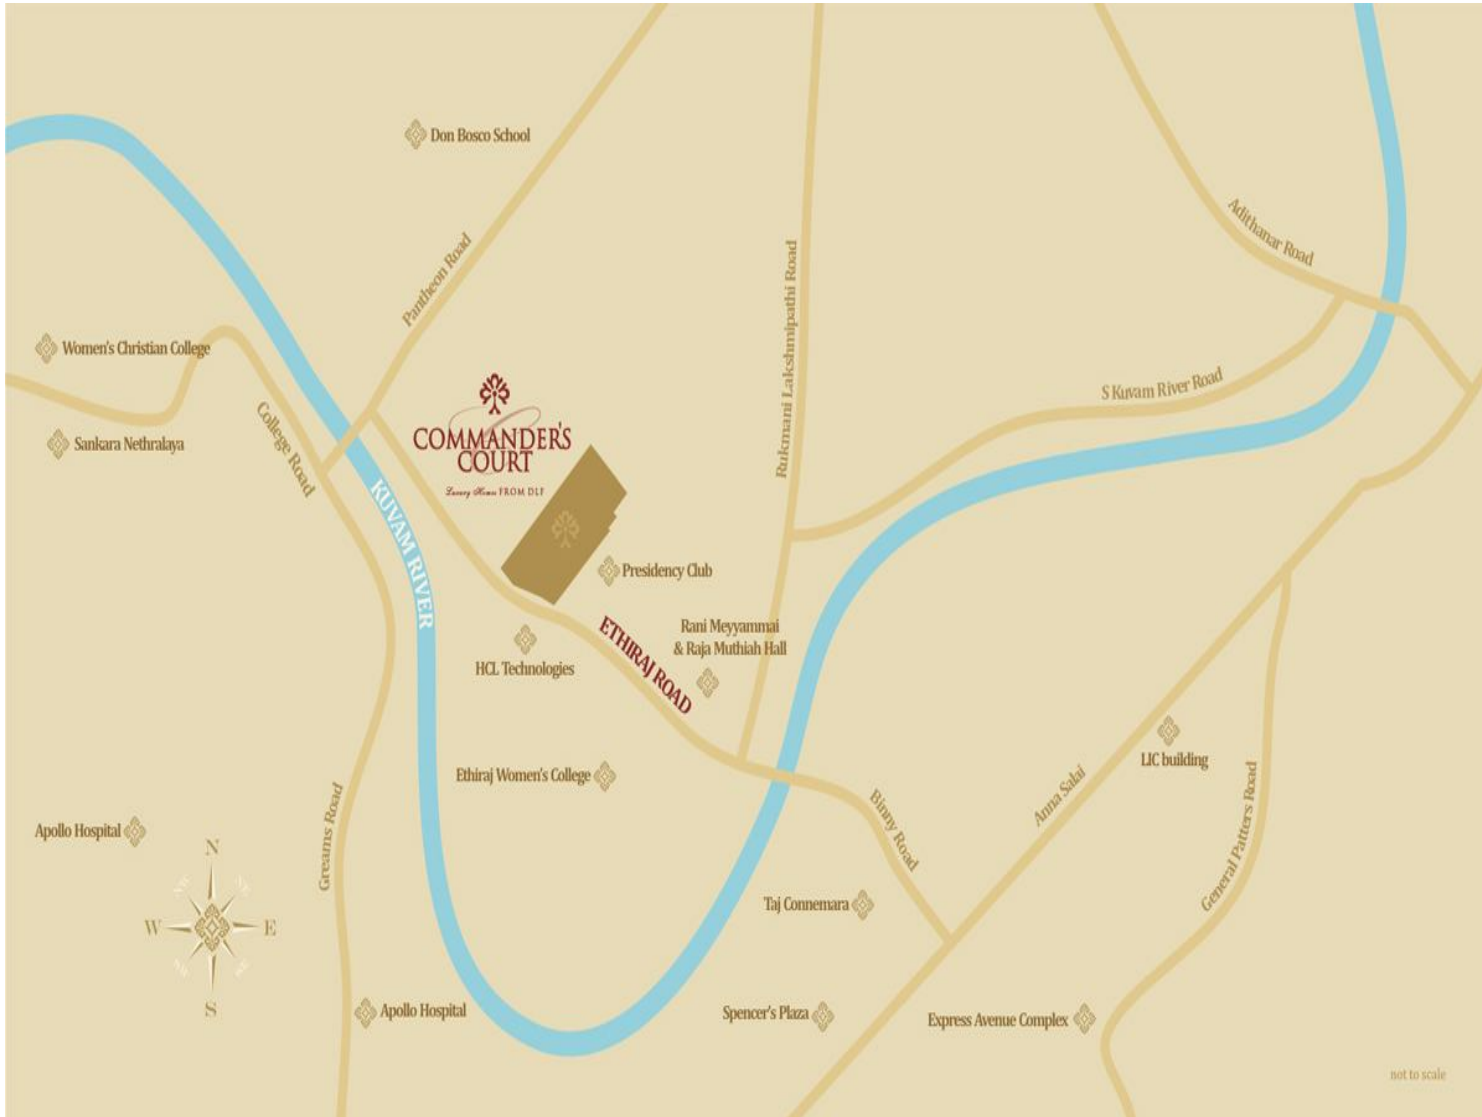 Don Bosco School
Pantheon Road
Adithanar Road
Rukmani Lakshmipathi Road
Women's Christian College
S Kuvam River Road
College Road
Sankara Nethralaya
COMMANDER'S
COURT
Luxury Homes FROM DLF
KUVAM RIVER
Presidency Club
ETHIRAJ ROAD
Rani Meyyammai
& Raja Muthiah Hall
HCL Technologies
Ethiraj Women's College
LIC building
Anna Salai
Binny Road
General Patters Road
Greams Road
Apollo Hospital
N
W
E
S
Taj Connemara
Apollo Hospital
Spencer's Plaza
Express Avenue Complex
not to scale